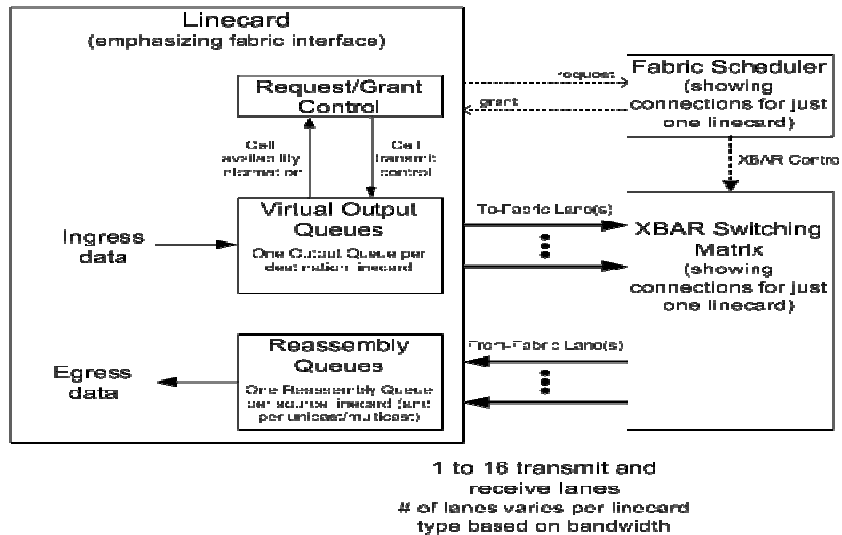 Linecard
(emphasizing fabric interface)
Request/Grant
Control
request
grant
Fabric Scheduler
(showing
connections for just
one linecard)
Cell
availability
information
Cell
transmit
control
XBAR Control
Virtual Output
Queues
One Output Queue per
destination linecard
Ingress
data
To-Fabric Lane(s)
XBAR Switching
Matrix
(showing
connections for just
one linecard)
Reassembly
Queues
One Reassembly Queue
per source linecard (and
per unicast/multicast)
Egress
data
From-Fabric Lane(s)
1 to 16 transmit and
receive lanes
# of lanes varies per linecard
type based on bandwidth